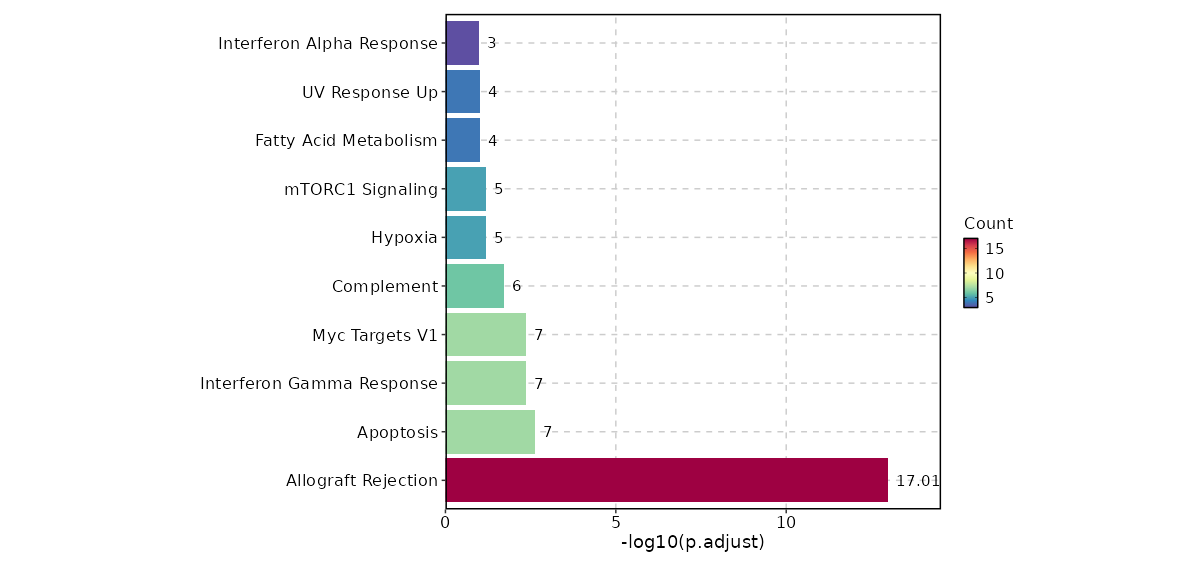 Interferon Alpha Response 3
UV Response Up 4
Fatty Acid Metabolism 4
mTORC1 Signaling 5
Hypoxia 5
Complement 6
Myc Targets V1 7
Interferon Gamma Response 7
Apoptosis 7
Allograft Rejection 17.01
0 5 10
-log10(p.adjust)
Count
15
10
5